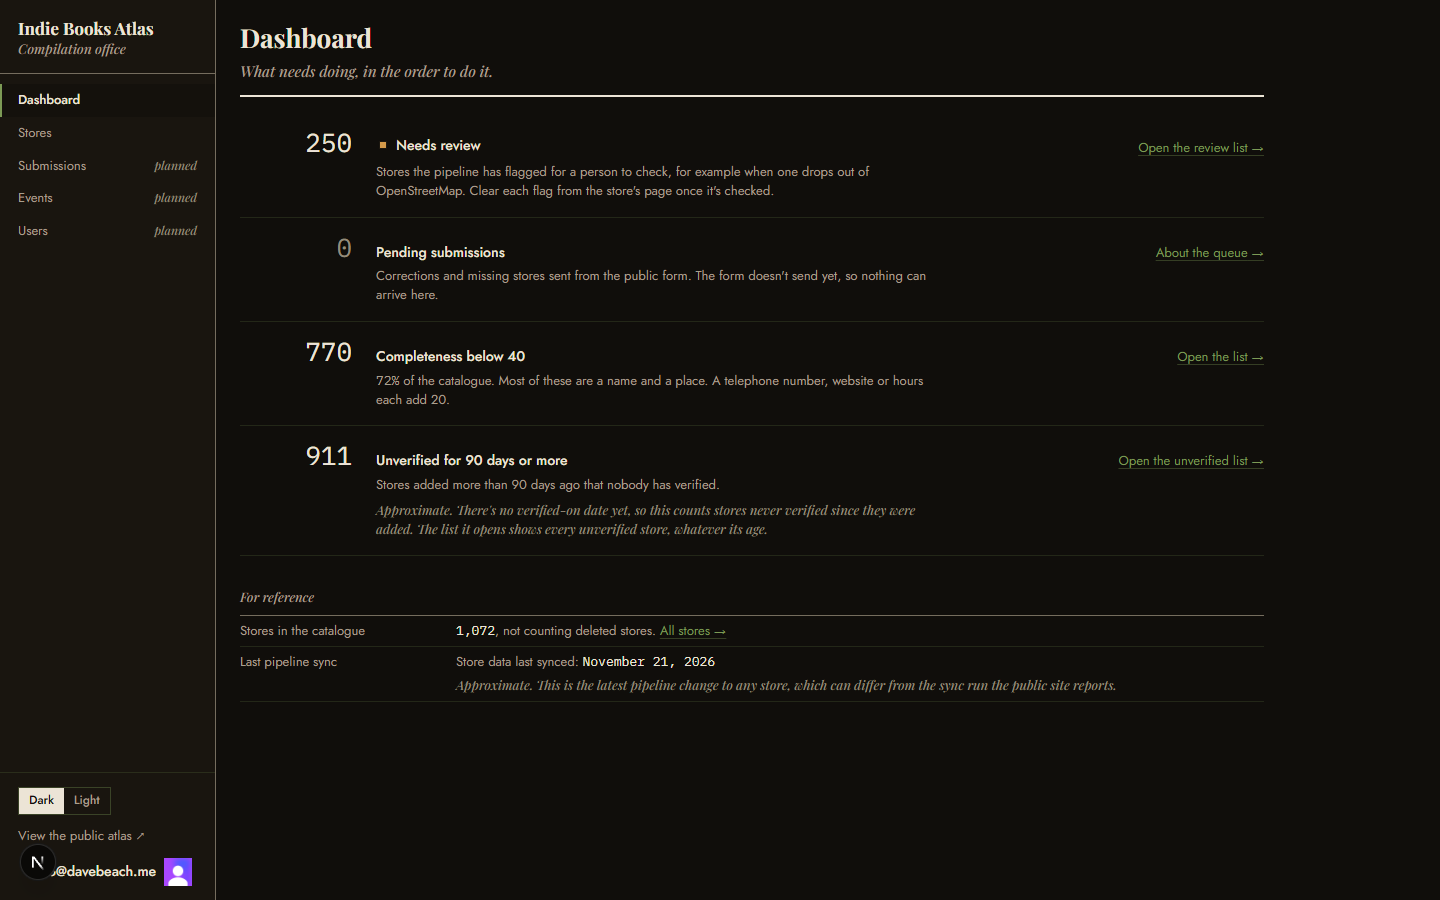 Indie Books Atlas
Compilation office
Dashboard
Stores
Submissions planned
Events planned
Users planned
Dark Light
View the public atlas ↗
N @davebeach.me
Dashboard
What needs doing, in the order to do it.
250 Needs review Open the review list →
Stores the pipeline has flagged for a person to check, for example when one drops out of
OpenStreetMap. Clear each flag from the store's page once it's checked.
0 Pending submissions About the queue →
Corrections and missing stores sent from the public form. The form doesn't send yet, so nothing can
arrive here.
770 Completeness below 40 Open the list →
72% of the catalogue. Most of these are a name and a place. A telephone number, website or hours
each add 20.
911 Unverified for 90 days or more Open the unverified list →
Stores added more than 90 days ago that nobody has verified.
Approximate. There's no verified-on date yet, so this counts stores never verified since they were
added. The list it opens shows every unverified store, whatever its age.
For reference
Stores in the catalogue 1,072, not counting deleted stores. All stores →
Last pipeline sync Store data last synced: November 21, 2026
Approximate. This is the latest pipeline change to any store, which can differ from the sync run the public site reports.